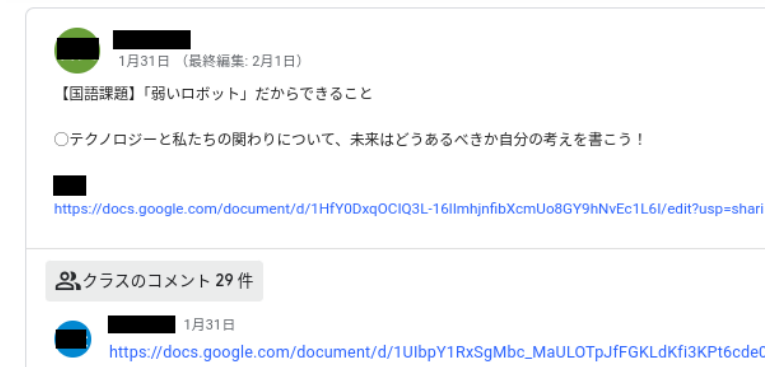 1月31日 （最終編集: 2月1日）
【国語課題】「弱いロボット」だからできること
〇テクノロジーと私たちの関わりについて、未来はどうあるべきか自分の考えを書こう！
https://docs.google.com/document/d/1HfY0DxqOClQ3L-16IlmhjnfibXcmUo8GY9hNvEc1L6I/edit?usp=shari
クラスのコメント 29 件
1月31日
https://docs.google.com/document/d/1UIbpY1RxSgMbc_MaULOTpJfFGKLdKfi3KPt6cde0